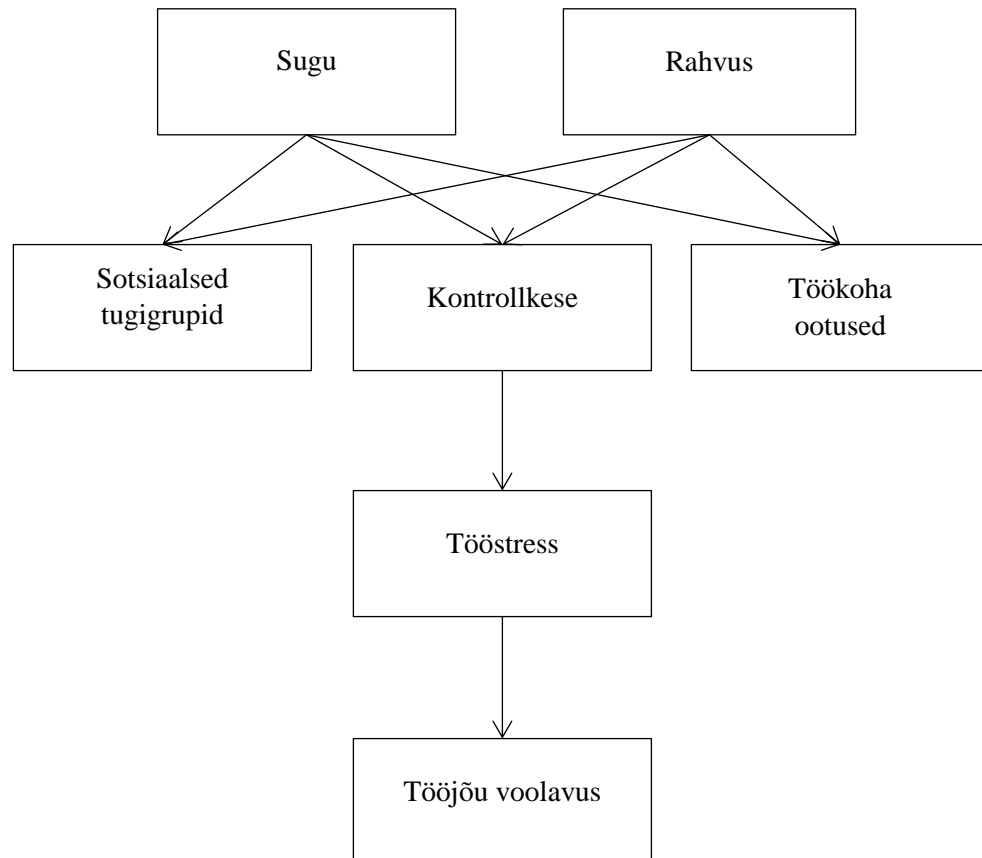 Sugu
Rahvus
Sotsiaalsed
tugigrupid
Kontrollkese
Töökoha
ootused
Tööstress
Tööjõu voolavus